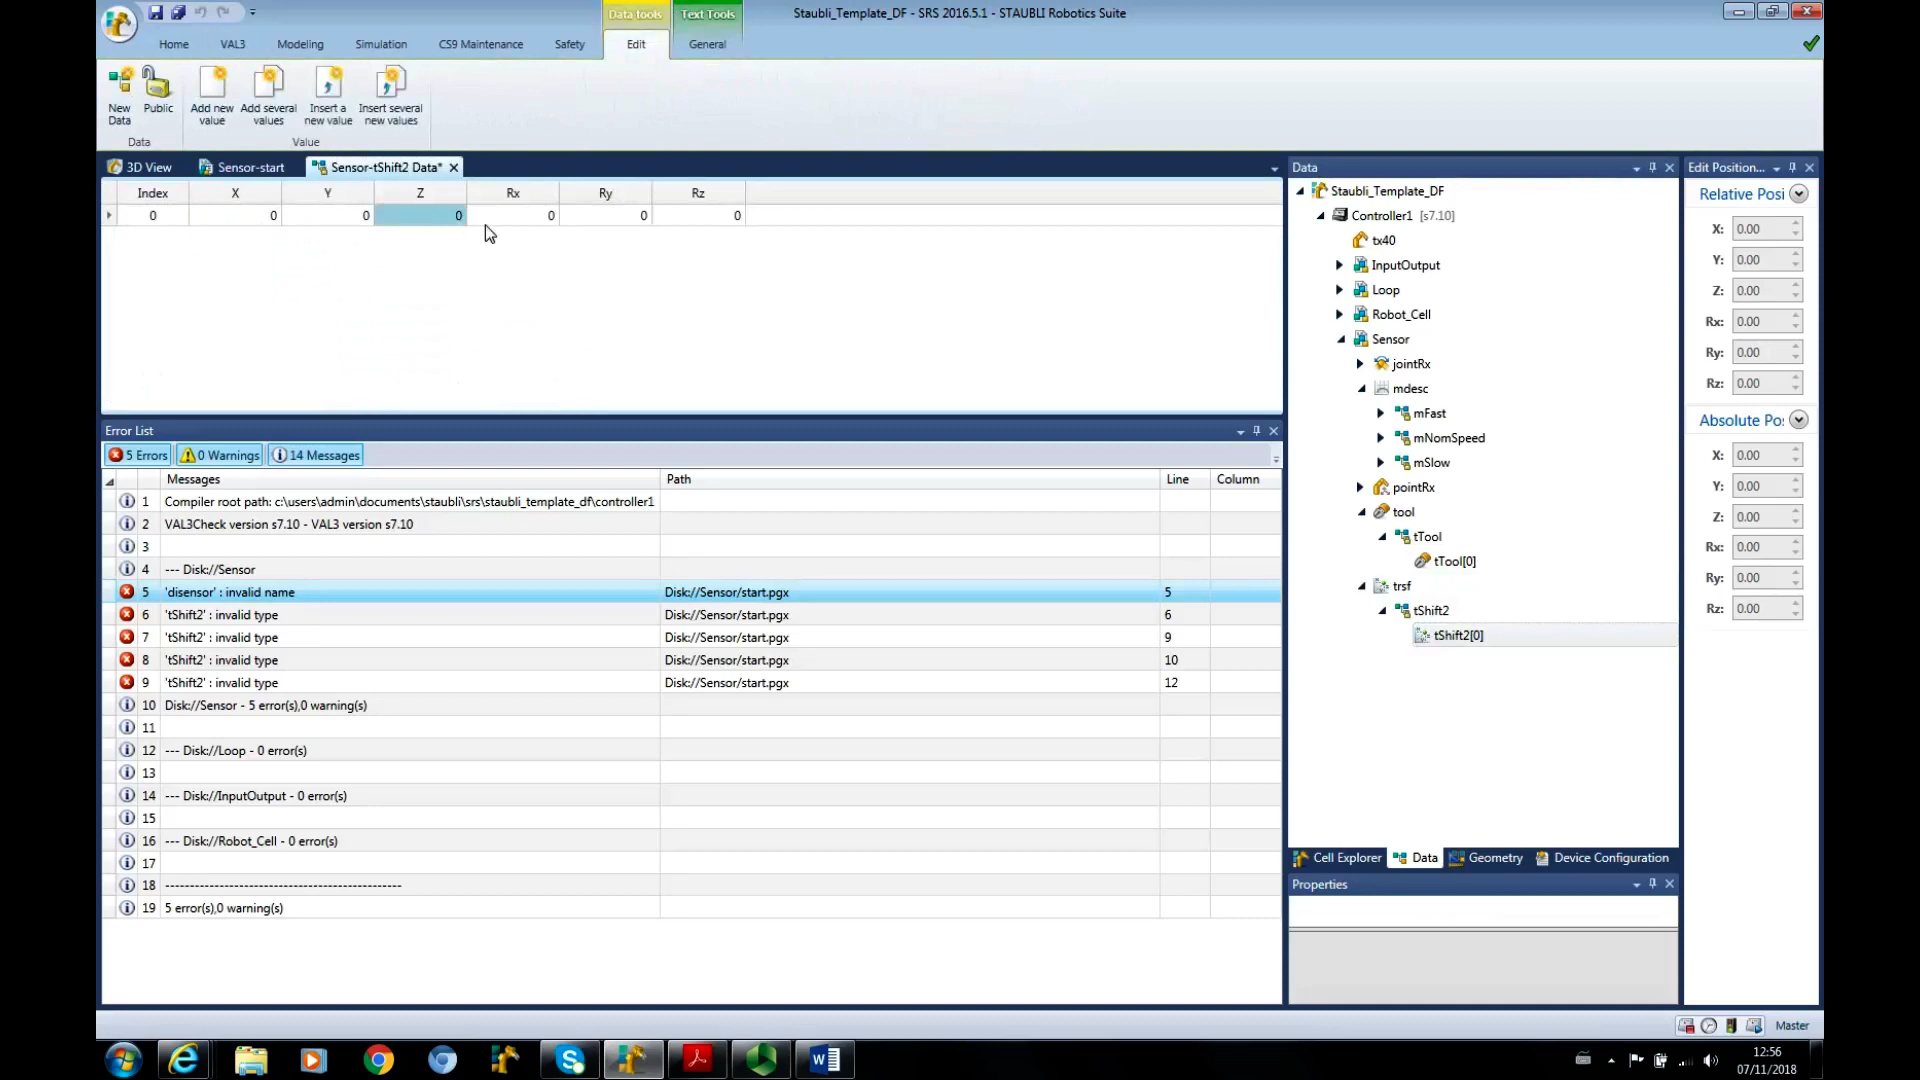 Data tools Text Tools Staubli_Template_DF - SRS 2016.5.1 - STAUBLI Robotics Suite
Home VAL3 Modeling Simulation CS9 Maintenance Safety Edit General
New Data Public Add new value Add several values Insert a new value Insert several new values
Data Value
3D View Sensor-start Sensor-tShift2 Data*
Index X Y Z Rx Ry Rz
0 0 0 0 0 0 0
Error List
5 Errors 0 Warnings 14 Messages
Messages Path Line Column
1 Compiler root path: c:\users\admin\documents\staubli\srs\staubli_template_df\controller1
2 VAL3Check version s7.10 - VAL3 version s7.10
3
4 --- Disk://Sensor
5 'disensor' : invalid name Disk://Sensor/start.pgx 5
6 'tShift2' : invalid type Disk://Sensor/start.pgx 6
7 'tShift2' : invalid type Disk://Sensor/start.pgx 9
8 'tShift2' : invalid type Disk://Sensor/start.pgx 10
9 'tShift2' : invalid type Disk://Sensor/start.pgx 12
10 Disk://Sensor - 5 error(s),0 warning(s)
11
12 --- Disk://Loop - 0 error(s)
13
14 --- Disk://InputOutput - 0 error(s)
15
16 --- Disk://Robot_Cell - 0 error(s)
17
18 -------------------------------------------------
19 5 error(s),0 warning(s)
Data
Staubli_Template_DF
Controller1 [s7.10]
tx40
InputOutput
Loop
Robot_Cell
Sensor
jointRx
mdesc
mFast
mNomSpeed
mSlow
pointRx
tool
tTool
tTool[0]
trsf
tShift2
tShift2[0]
Cell Explorer Data Geometry Device Configuration
Properties
Edit Position...
Relative Posi
X: 0.00
Y: 0.00
Z: 0.00
Rx: 0.00
Ry: 0.00
Rz: 0.00
Absolute Po:
X: 0.00
Y: 0.00
Z: 0.00
Rx: 0.00
Ry: 0.00
Rz: 0.00
Master
12:56
07/11/2018